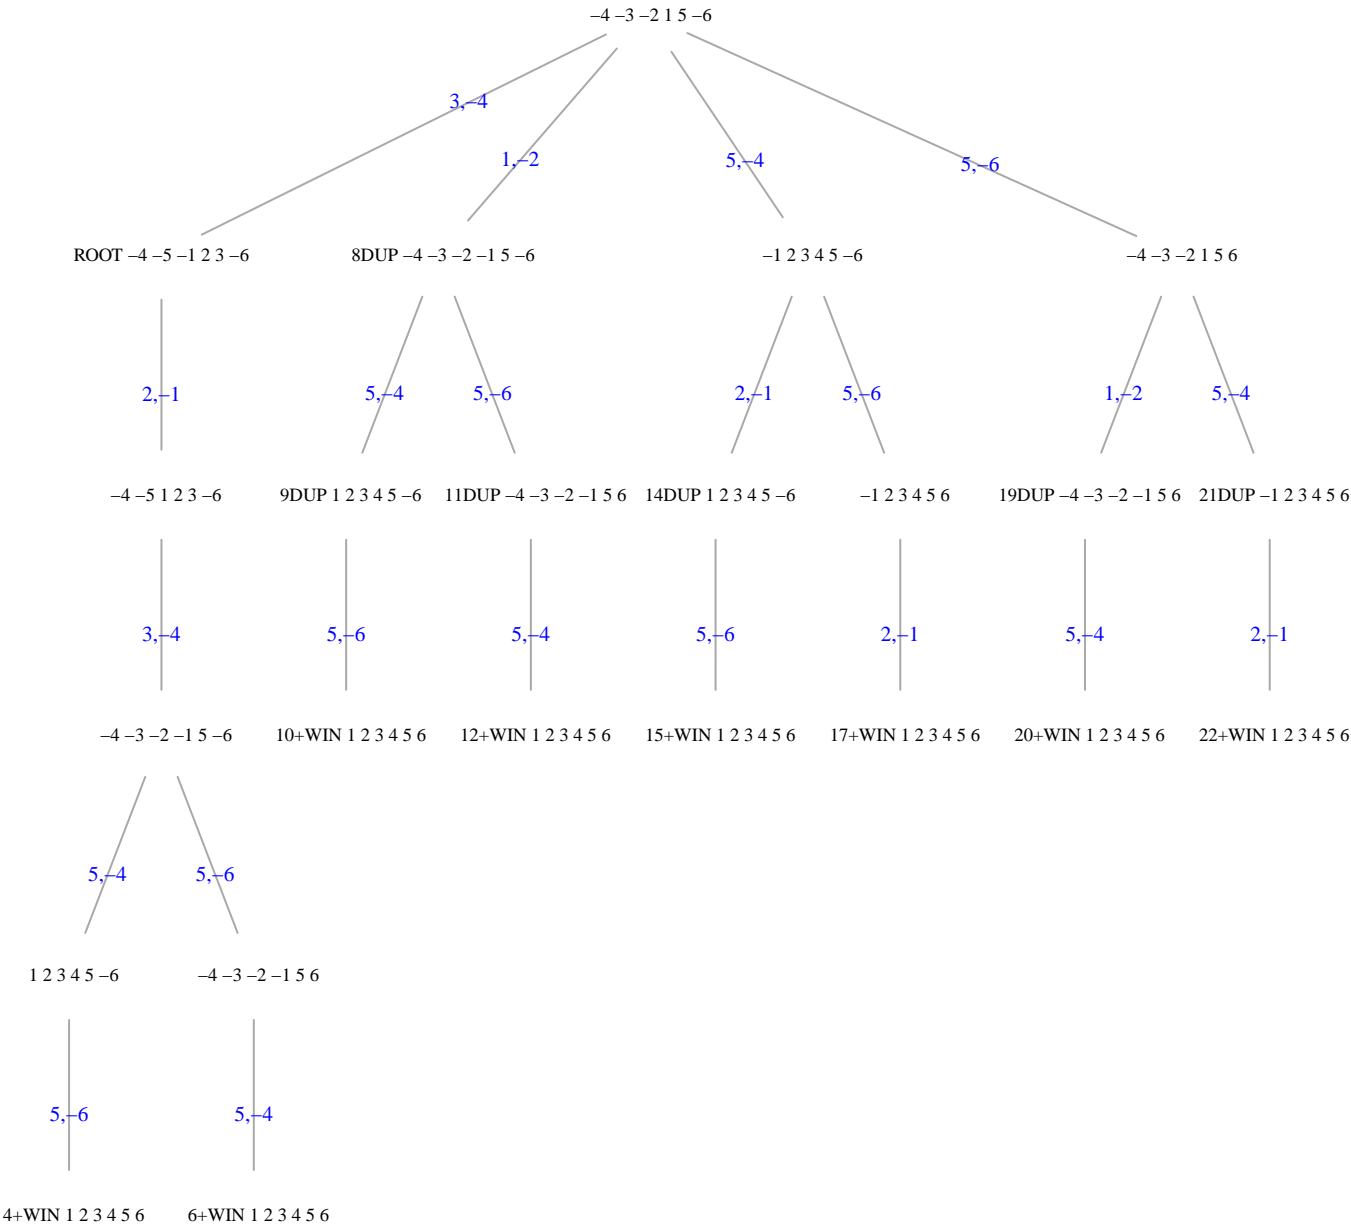 –4 –3 –2 1 5 –6
3,–4
1,–2
5,–4
5,–6
ROOT –4 –5 –1 2 3 –6
8DUP –4 –3 –2 –1 5 –6
–1 2 3 4 5 –6
–4 –3 –2 1 5 6
2,–1
5,–4
5,–6
2,–1
5,–6
1,–2
5,–4
–4 –5 1 2 3 –6
9DUP 1 2 3 4 5 –6
11DUP –4 –3 –2 –1 5 6
14DUP 1 2 3 4 5 –6
–1 2 3 4 5 6
19DUP –4 –3 –2 –1 5 6
21DUP –1 2 3 4 5 6
3,–4
5,–6
5,–4
5,–6
2,–1
5,–4
2,–1
–4 –3 –2 –1 5 –6
10+WIN 1 2 3 4 5 6
12+WIN 1 2 3 4 5 6
15+WIN 1 2 3 4 5 6
17+WIN 1 2 3 4 5 6
20+WIN 1 2 3 4 5 6
22+WIN 1 2 3 4 5 6
5,–4
5,–6
1 2 3 4 5 –6
–4 –3 –2 –1 5 6
5,–6
5,–4
4+WIN 1 2 3 4 5 6
6+WIN 1 2 3 4 5 6